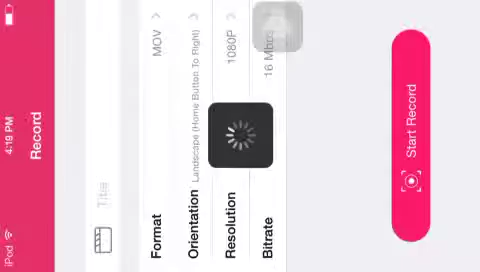 iPod 4:19 PM
Record
Title
Format MOV
Orientation Landscape (Home Button To Right)
Resolution 1080P
Bitrate 16 Mbps
Start Record